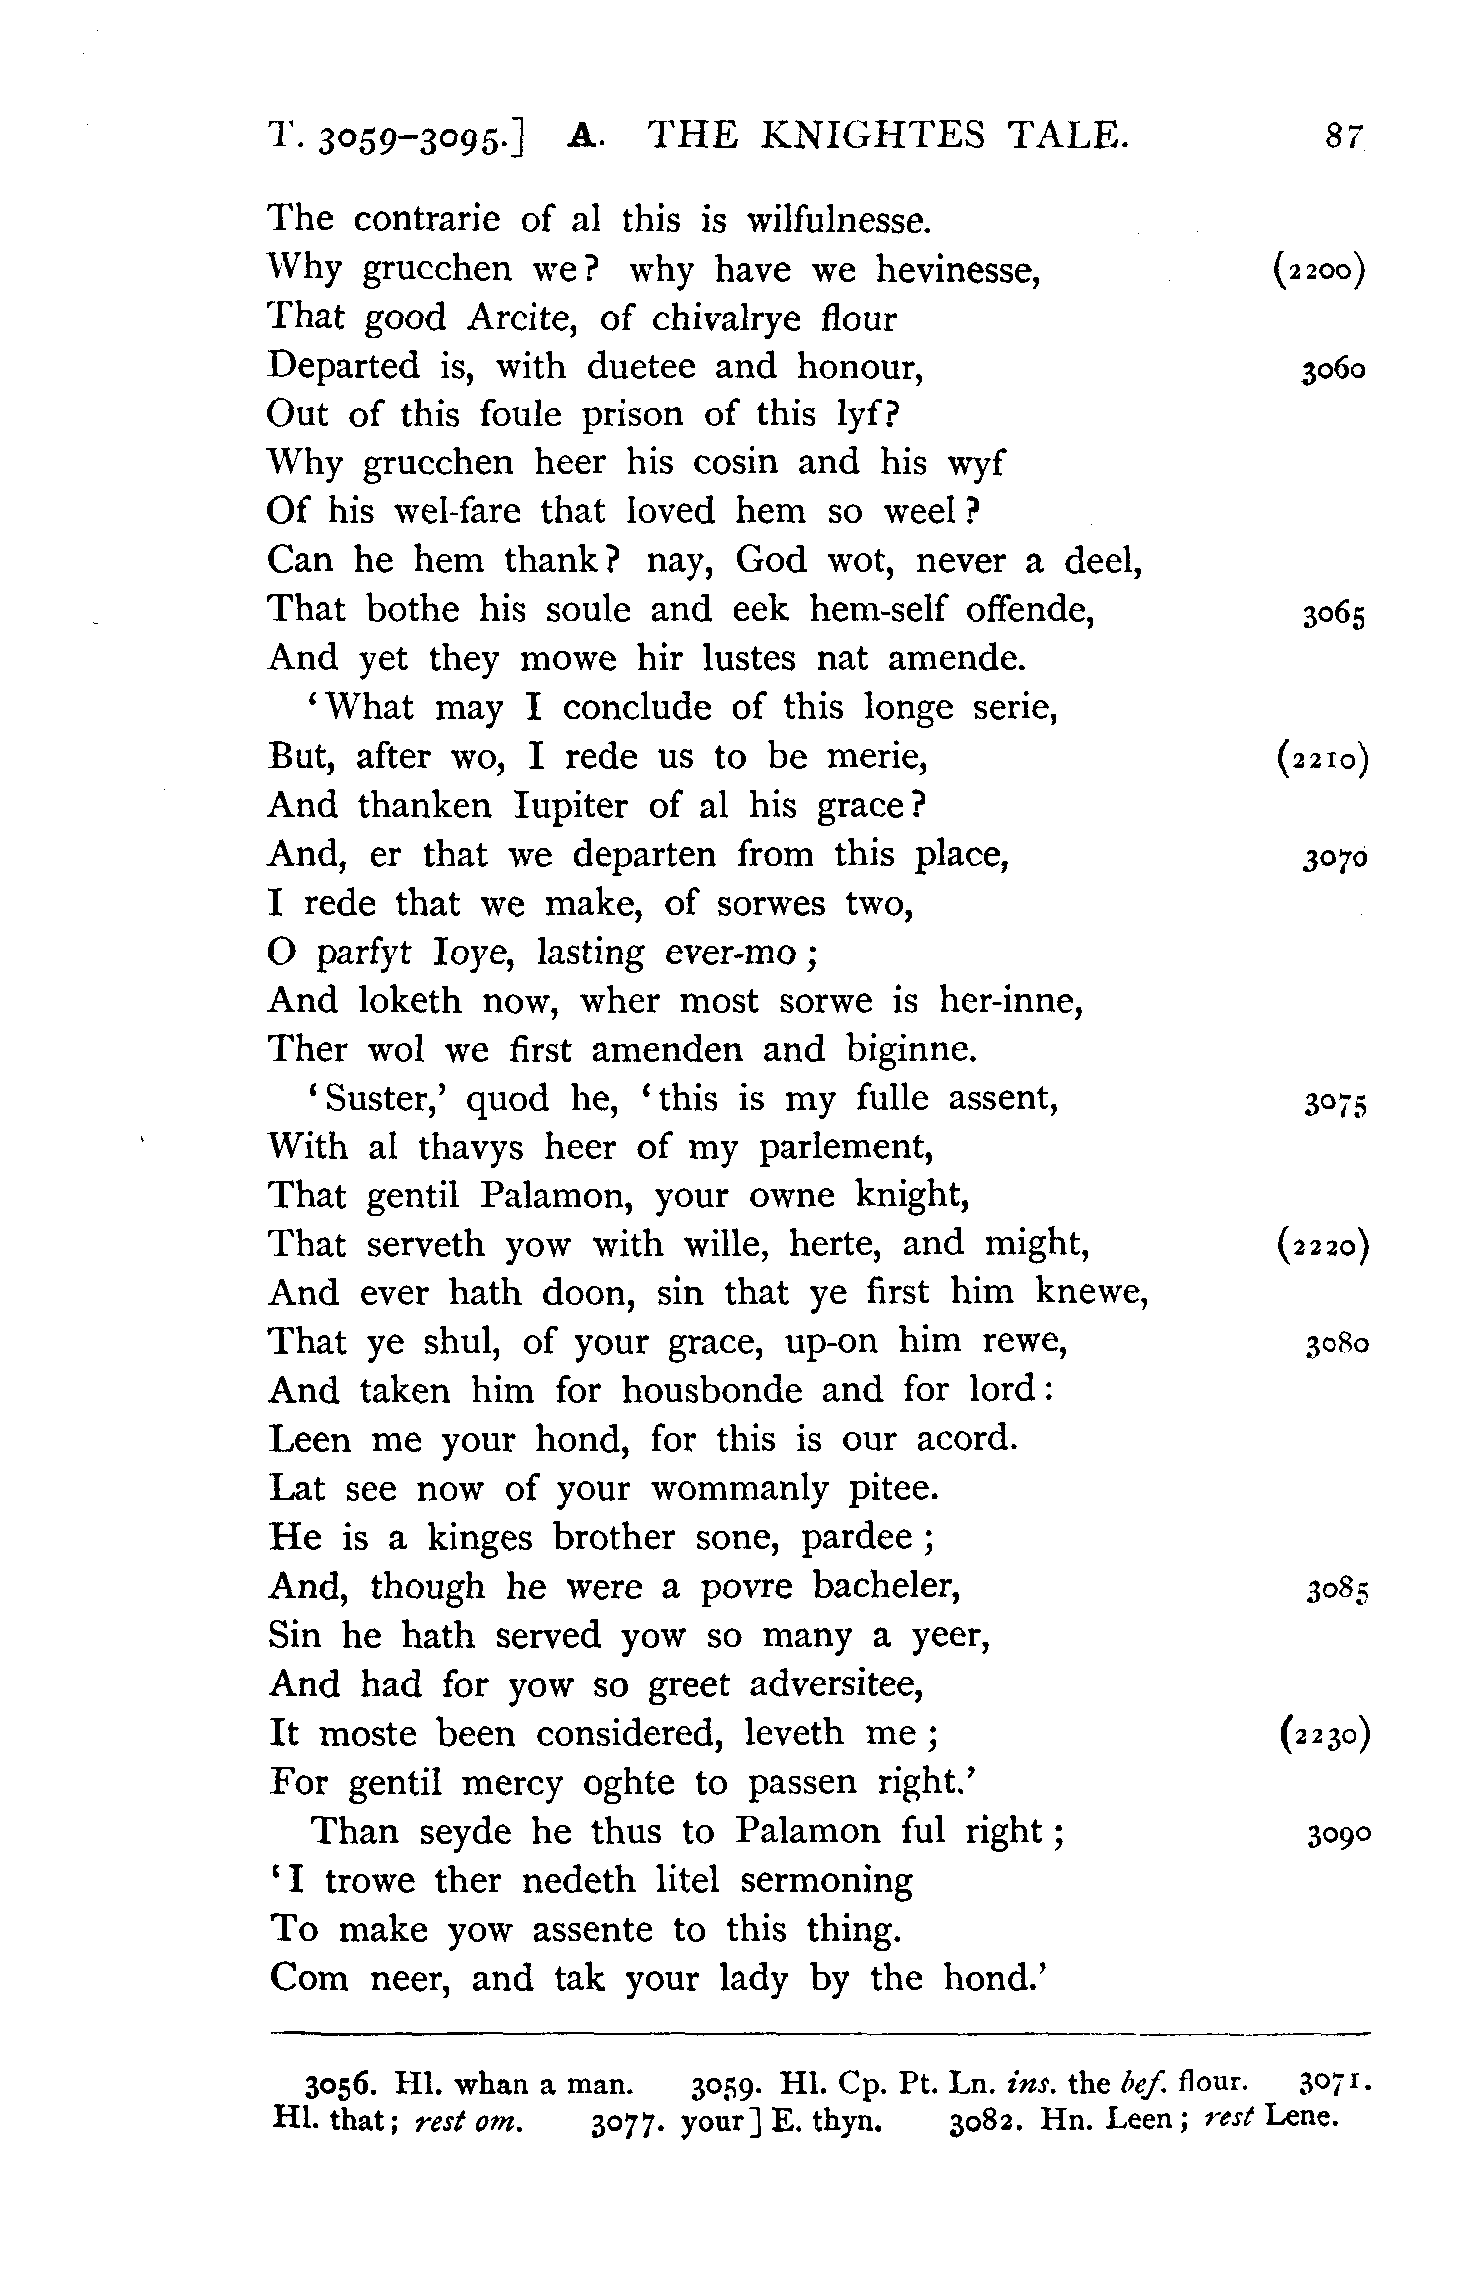 T. 3059–3095.] A. THE KNIGHTES TALE. 87
The contrarie of al this is wilfulnesse.
Why grucchen we? why have we hevinesse, (2200)
That good Arcite, of chivalrye flour
Departed is, with duetee and honour, 3060
Out of this foule prison of this lyf?
Why grucchen heer his cosin and his wyf
Of his wel-fare that loved hem so weel?
Can he hem thank? nay, God wot, never a deel,
That bothe his soule and eek hem-self offende, 3065
And yet they mowe hir lustes nat amende.
'What may I conclude of this longe serie,
But, after wo, I rede us to be merie, (2210)
And thanken Iupiter of al his grace?
And, er that we departen from this place, 3070
I rede that we make, of sorwes two,
O parfyt Ioye, lasting ever-mo;
And loketh now, wher most sorwe is her-inne,
Ther wol we first amenden and biginne.
'Suster,' quod he, 'this is my fulle assent, 3075
With al thavys heer of my parlement,
That gentil Palamon, your owne knight,
That serveth yow with wille, herte, and might, (2220)
And ever hath doon, sin that ye first him knewe,
That ye shul, of your grace, up-on him rewe, 3080
And taken him for housbonde and for lord:
Leen me your hond, for this is our acord.
Lat see now of your wommanly pitee.
He is a kinges brother sone, pardee;
And, though he were a povre bacheler, 3085
Sin he hath served yow so many a yeer,
And had for yow so greet adversitee,
It moste been considered, leveth me; (2230)
For gentil mercy oghte to passen right.'
Than seyde he thus to Palamon ful right; 3090
'I trowe ther nedeth litel sermoning
To make yow assente to this thing.
Com neer, and tak your lady by the hond.'
3056. Hl. whan a man. 3059. Hl. Cp. Pt. Ln. ins. the bef. flour. 3071.
Hl. that; rest om. 3077. your] E. thyn. 3082. Hn. Leen; rest Lene.